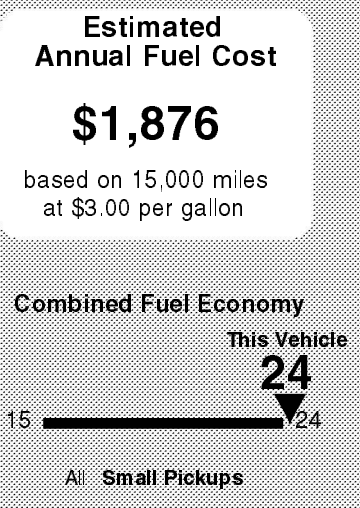 Estimated
Annual Fuel Cost
$1,876
based on 15,000 miles
at $3.00 per gallon
Combined Fuel Economy
This Vehicle
24
15 24
All Small Pickups